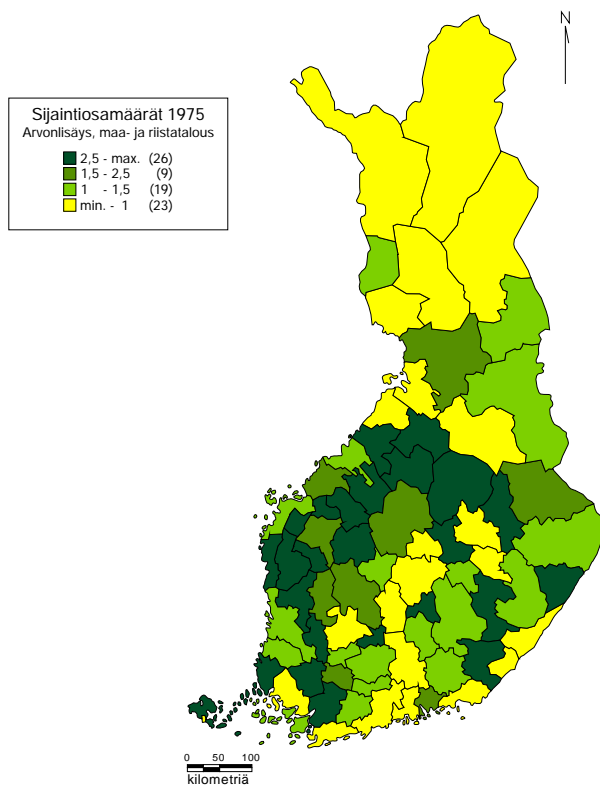 N
Sijaintiosamäärät 1975
Arvonlisäys, maa- ja riistatalous
2,5 - max. (26)
1,5 - 2,5 (9)
1 - 1,5 (19)
min. - 1 (23)
0 50 100
kilometriä